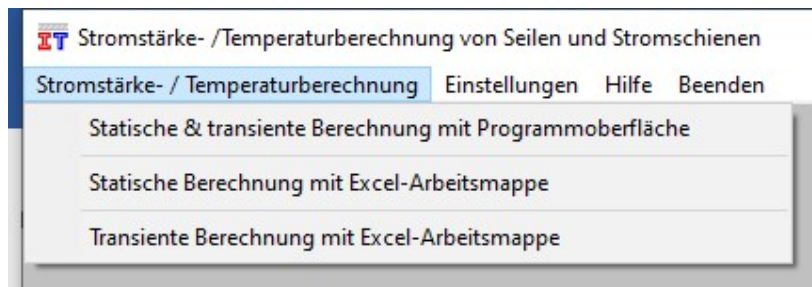 IT Stromstärke- /Temperaturberechnung von Seilen und Stromschienen
Stromstärke- / Temperaturberechnung Einstellungen Hilfe Beenden
Statische & transiente Berechnung mit Programmoberfläche
Statische Berechnung mit Excel-Arbeitsmappe
Transiente Berechnung mit Excel-Arbeitsmappe